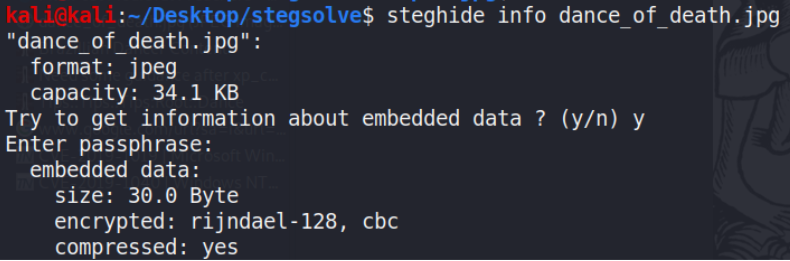 kali@kali:~/Desktop/stegsolve$ steghide info dance_of_death.jpg
"dance_of_death.jpg":
  format: jpeg
  capacity: 34.1 KB
Try to get information about embedded data ? (y/n) y
Enter passphrase:
  embedded data:
    size: 30.0 Byte
    encrypted: rijndael-128, cbc
    compressed: yes